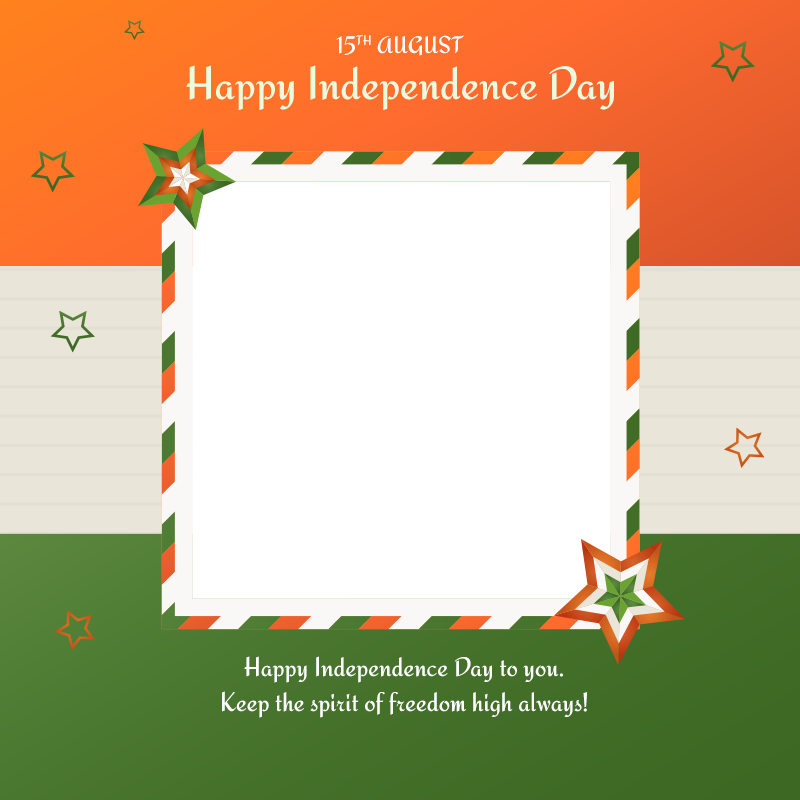 15TH AUGUST
Happy Independence Day
Happy Independence Day to you.
Keep the spirit of freedom high always!